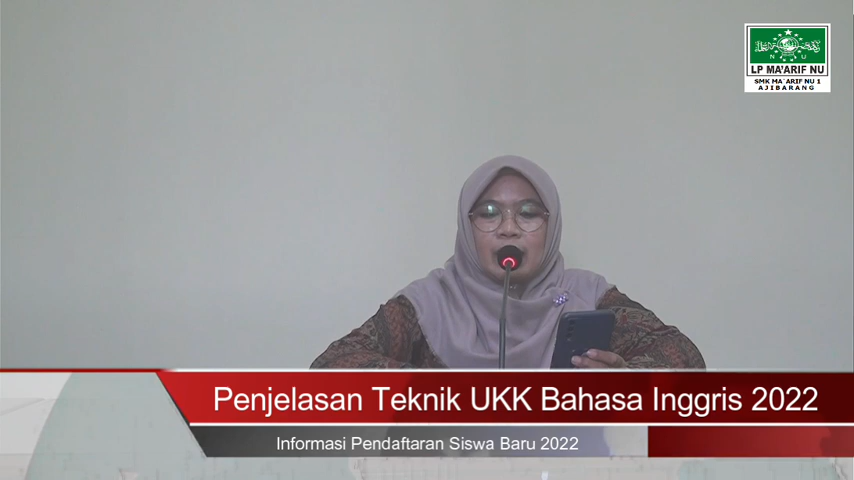 N U
LP MA'ARIF NU
SMK MA`ARIF NU 1
AJIBARANG
Penjelasan Teknik UKK Bahasa Inggris 2022
Informasi Pendaftaran Siswa Baru 2022